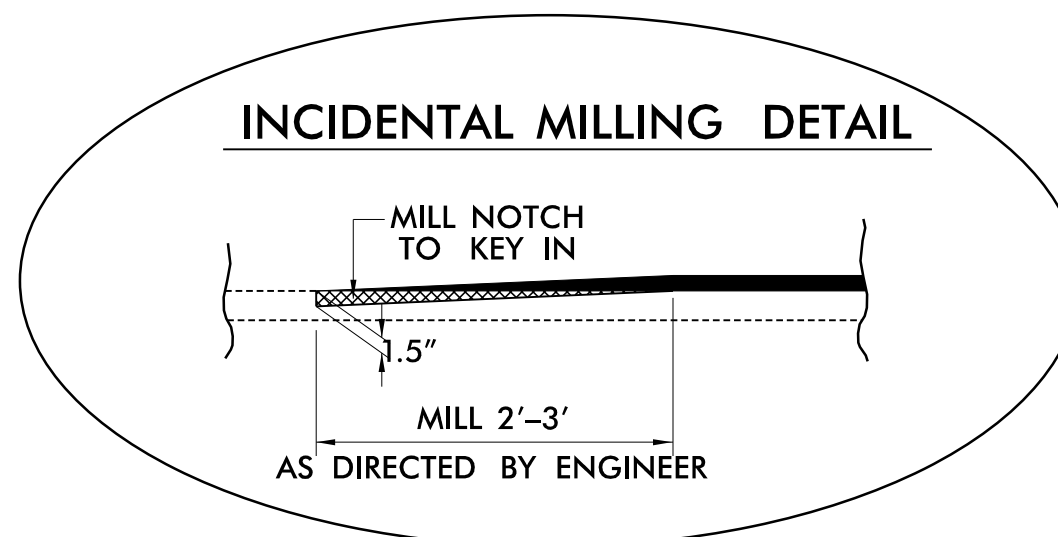 INCIDENTAL MILLING DETAIL
MILL NOTCH
TO KEY IN
1.5”
MILL 2’–3’
AS DIRECTED BY ENGINEER